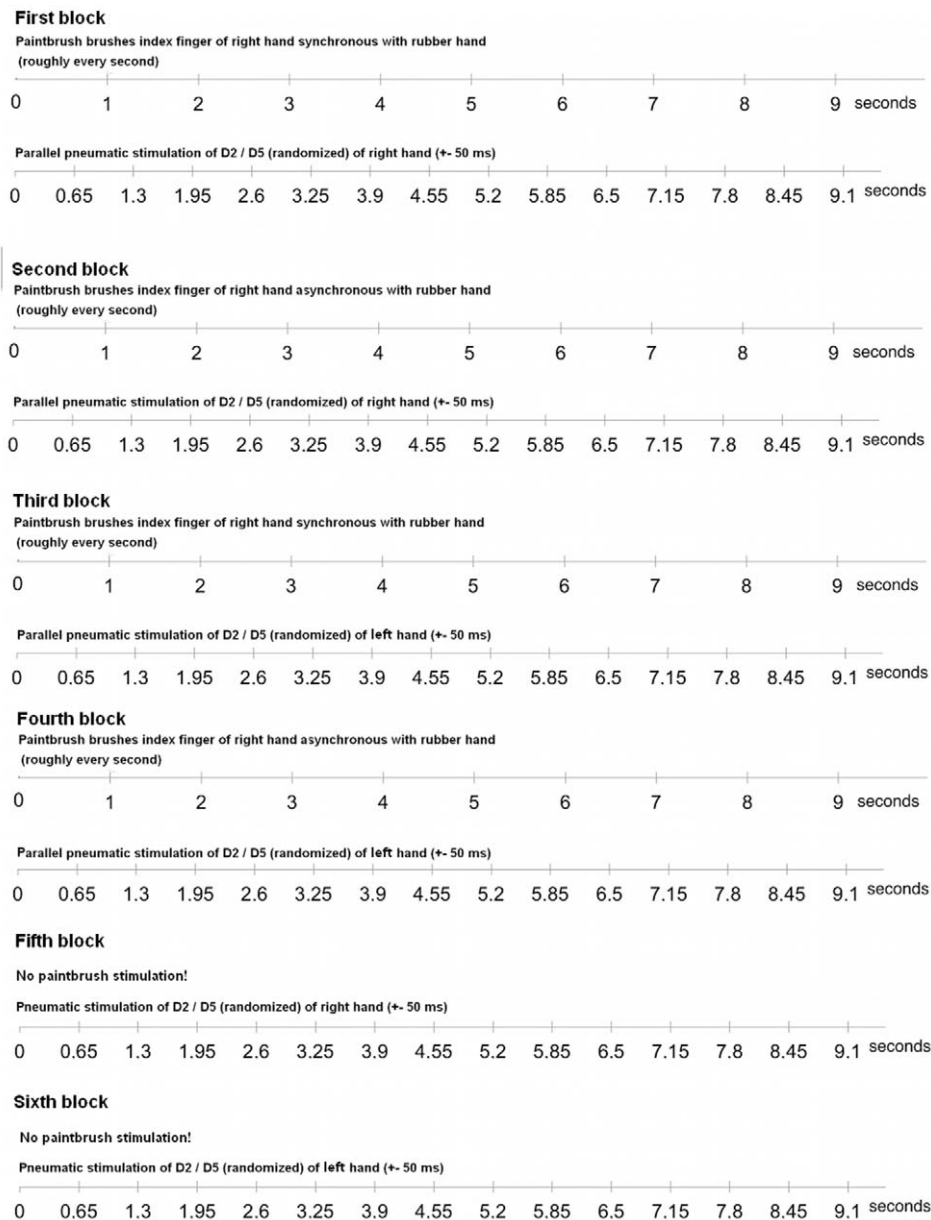 First block
Paintbrush brushes index finger of right hand synchronous with rubber hand
(roughly every second)
0 1 2 3 4 5 6 7 8 9 seconds
Parallel pneumatic stimulation of D2 / D5 (randomized) of right hand (+- 50 ms)
0 0.65 1.3 1.95 2.6 3.25 3.9 4.55 5.2 5.85 6.5 7.15 7.8 8.45 9.1 seconds
Second block
Paintbrush brushes index finger of right hand asynchronous with rubber hand
(roughly every second)
0 1 2 3 4 5 6 7 8 9 seconds
Parallel pneumatic stimulation of D2 / D5 (randomized) of right hand (+- 50 ms)
0 0.65 1.3 1.95 2.6 3.25 3.9 4.55 5.2 5.85 6.5 7.15 7.8 8.45 9.1 seconds
Third block
Paintbrush brushes index finger of right hand synchronous with rubber hand
(roughly every second)
0 1 2 3 4 5 6 7 8 9 seconds
Parallel pneumatic stimulation of D2 / D5 (randomized) of left hand (+- 50 ms)
0 0.65 1.3 1.95 2.6 3.25 3.9 4.55 5.2 5.85 6.5 7.15 7.8 8.45 9.1 seconds
Fourth block
Paintbrush brushes index finger of right hand asynchronous with rubber hand
(roughly every second)
0 1 2 3 4 5 6 7 8 9 seconds
Parallel pneumatic stimulation of D2 / D5 (randomized) of left hand (+- 50 ms)
0 0.65 1.3 1.95 2.6 3.25 3.9 4.55 5.2 5.85 6.5 7.15 7.8 8.45 9.1 seconds
Fifth block
No paintbrush stimulation!
Pneumatic stimulation of D2 / D5 (randomized) of right hand (+- 50 ms)
0 0.65 1.3 1.95 2.6 3.25 3.9 4.55 5.2 5.85 6.5 7.15 7.8 8.45 9.1 seconds
Sixth block
No paintbrush stimulation!
Pneumatic stimulation of D2 / D5 (randomized) of left hand (+- 50 ms)
0 0.65 1.3 1.95 2.6 3.25 3.9 4.55 5.2 5.85 6.5 7.15 7.8 8.45 9.1 seconds